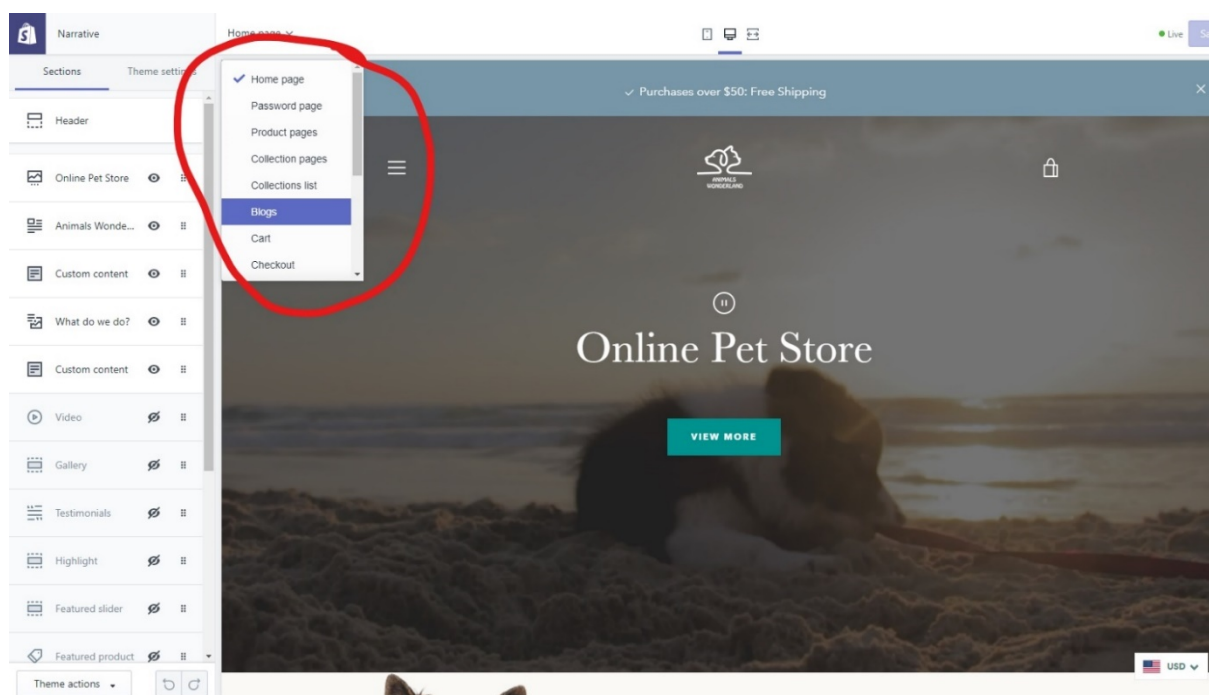 Narrative
Home page
Live
Sections
Theme settings
Header
Online Pet Store
Animals Wonde...
Custom content
What do we do?
Custom content
Video
Gallery
Testimonials
Highlight
Featured slider
Featured product
Theme actions
Home page
Password page
Product pages
Collection pages
Collections list
Blogs
Cart
Checkout
Purchases over $50: Free Shipping
ANIMALS
WONDERLAND
Online Pet Store
VIEW MORE
USD